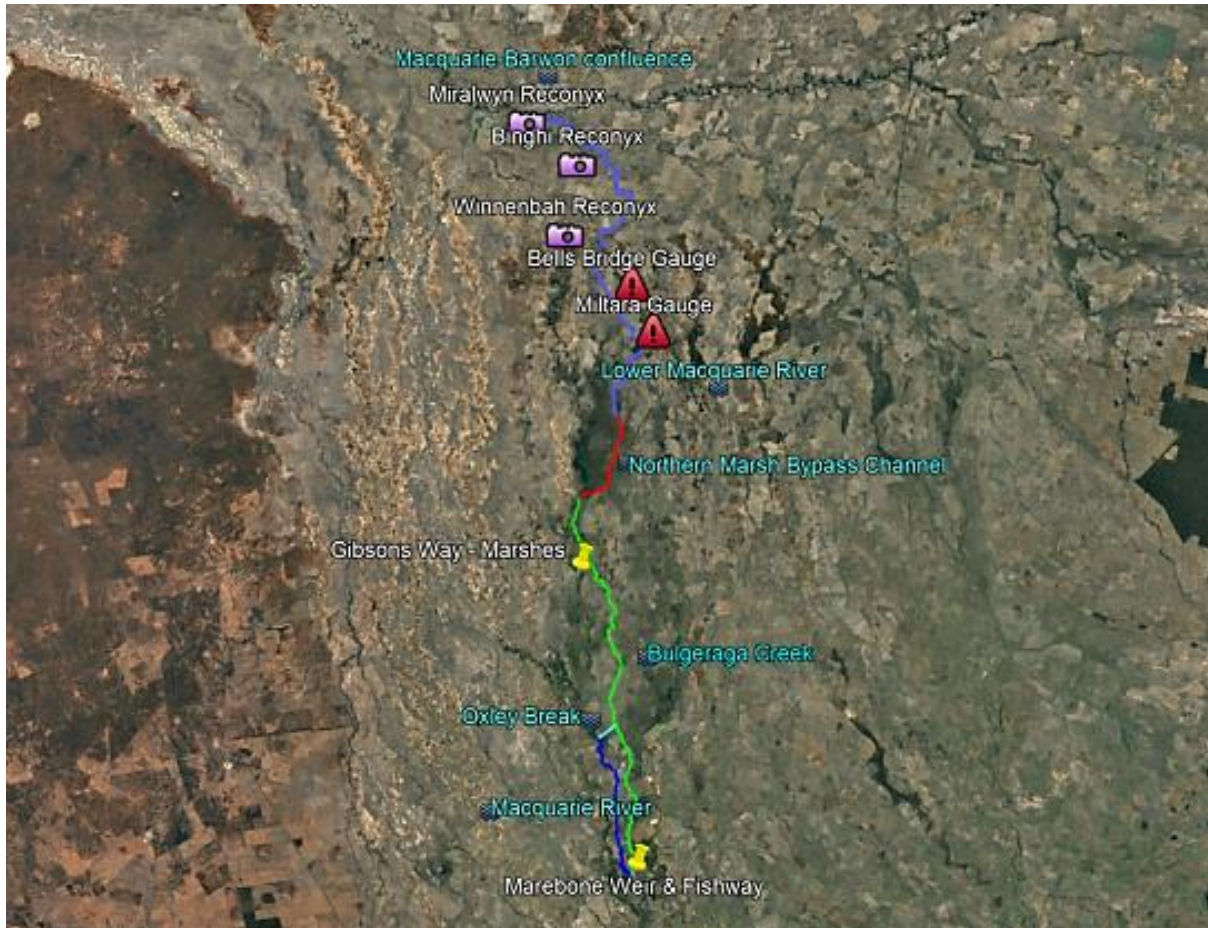 Macquarie Barwon confluence
Miralwyn Reconyx
Binghi Reconyx
Winnenbah Reconyx
Bells Bridge Gauge
Miltara Gauge
Lower Macquarie River
Northern Marsh Bypass Channel
Gibsons Way - Marshes
Bulgeraga Creek
Oxley Break
Macquarie River
Marebone Weir & Fishway